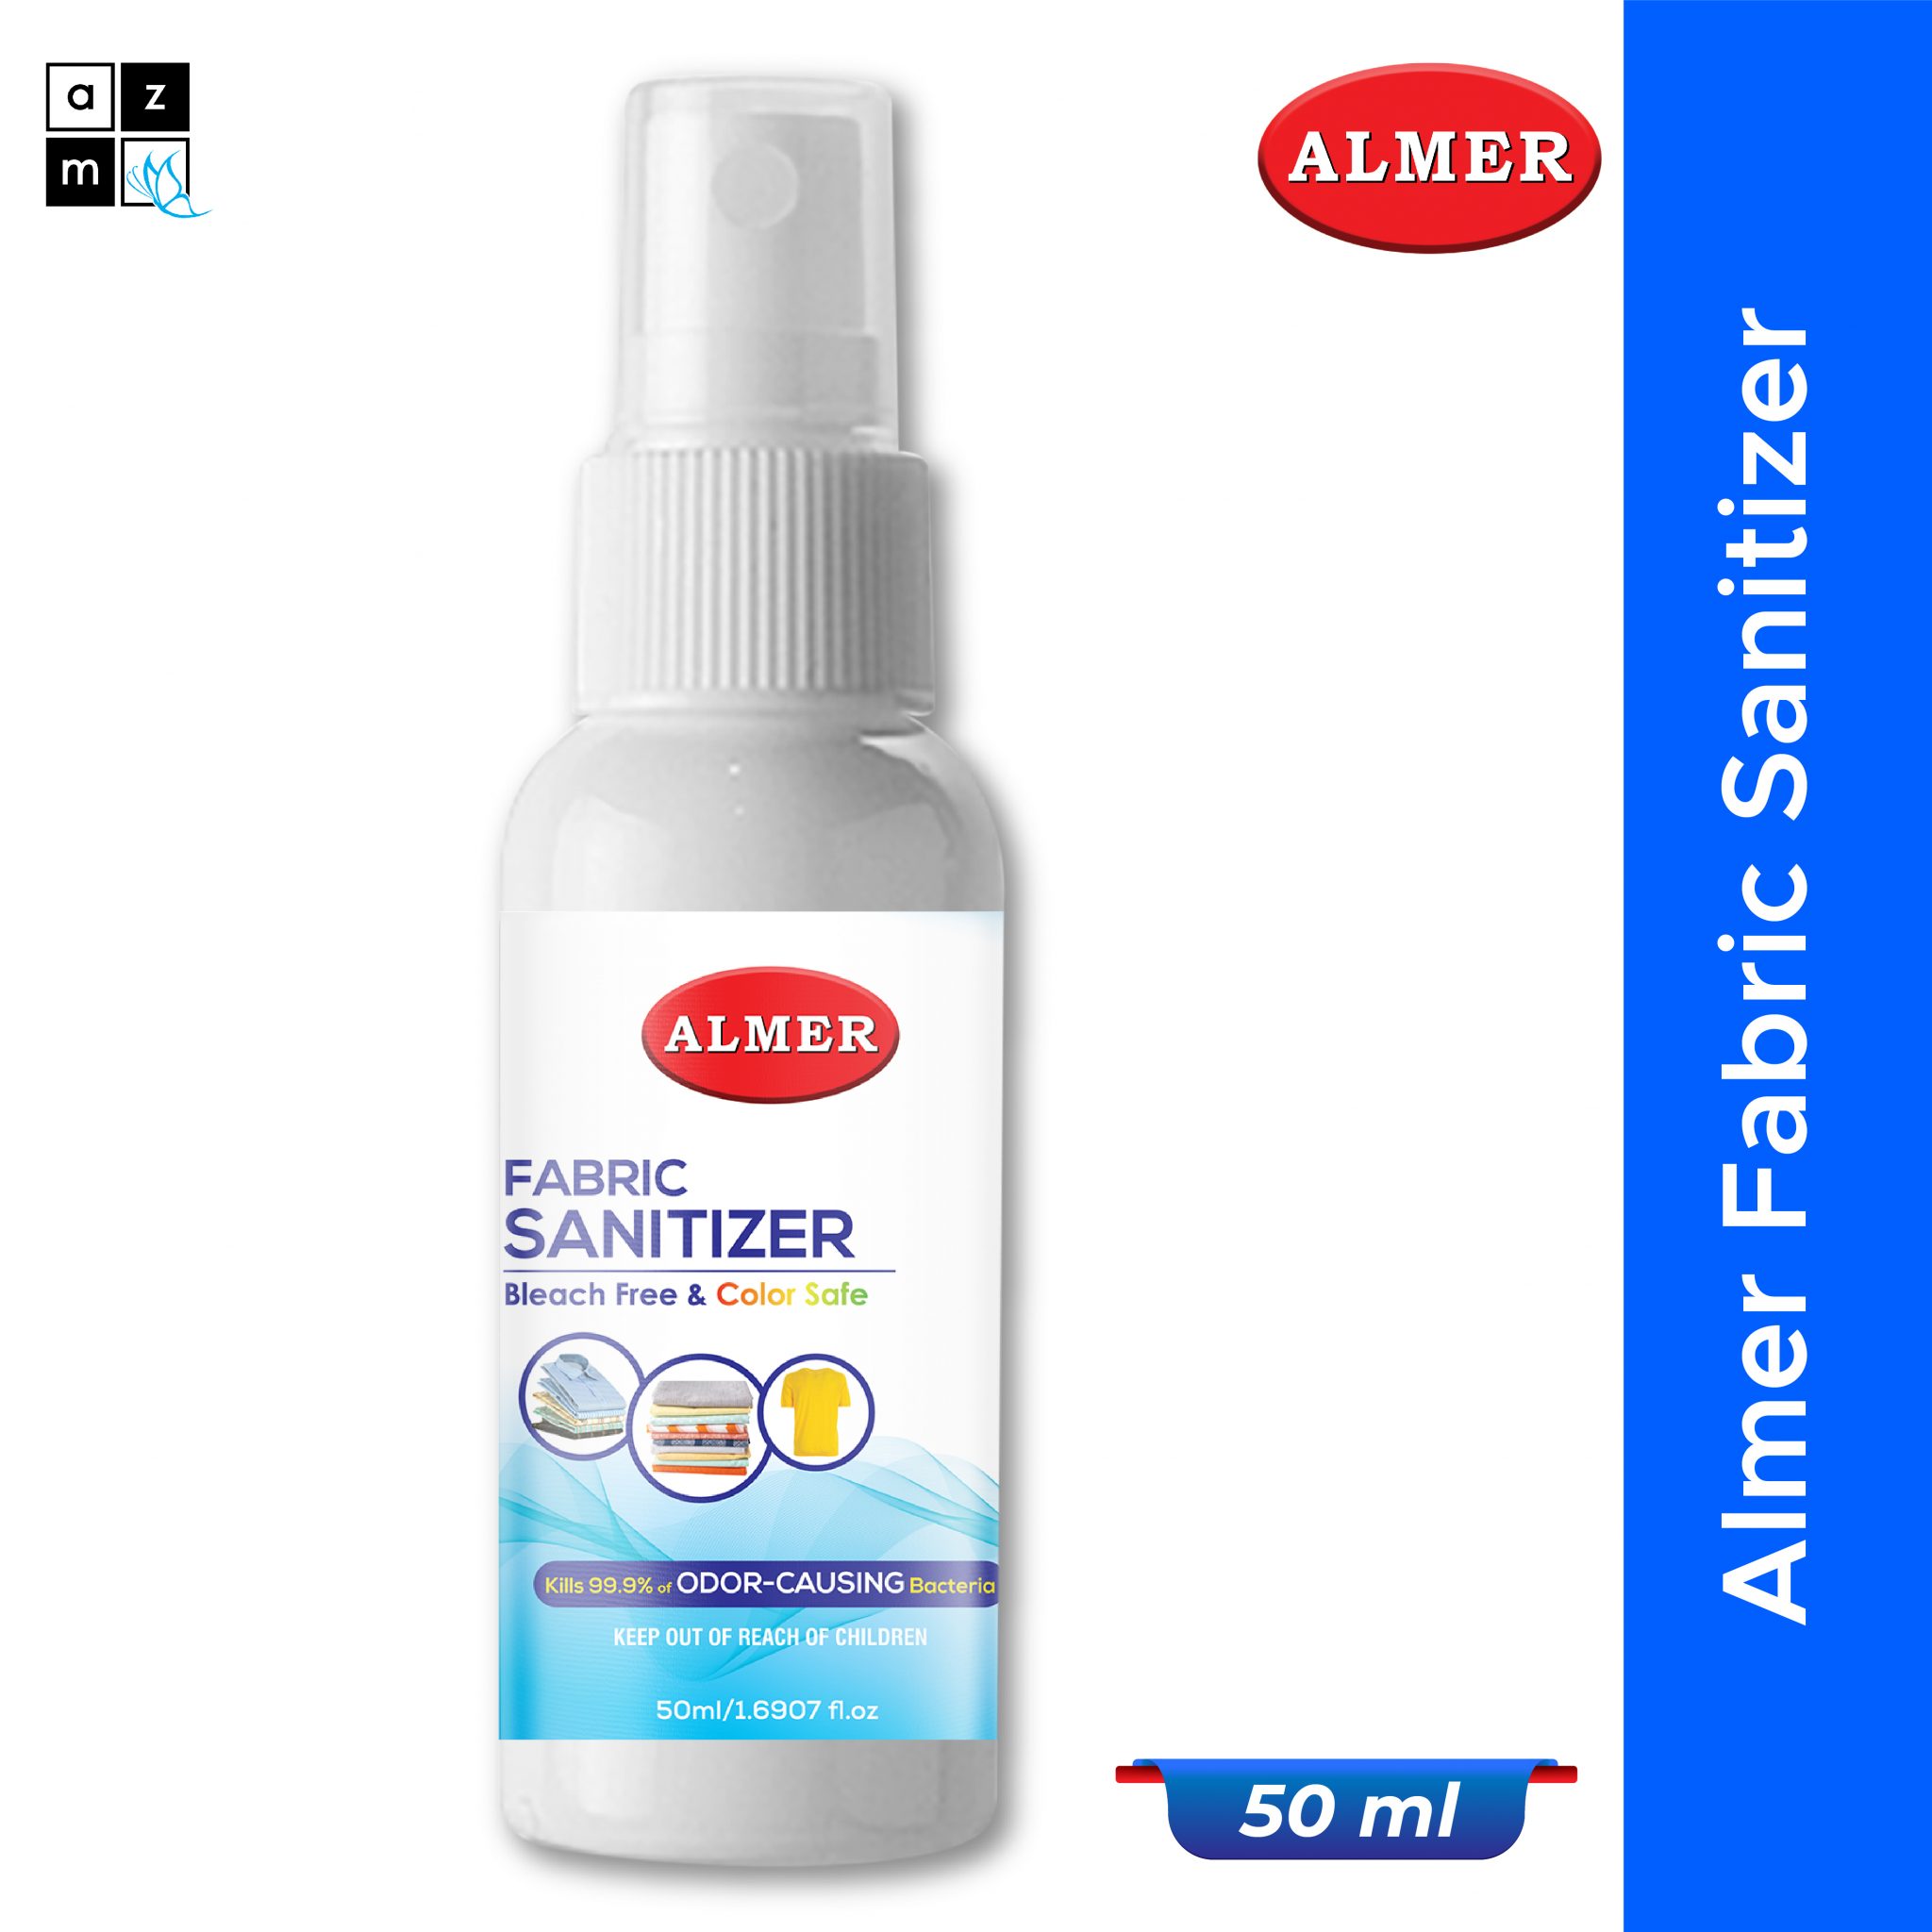 a z
m
ALMER
ALMER
FABRIC
SANITIZER
Bleach Free & Color Safe
Kills 99.9% of ODOR-CAUSING Bacteria
KEEP OUT OF REACH OF CHILDREN
50ml/1.6907 fl.oz
50 ml
Almer Fabric Sanitizer